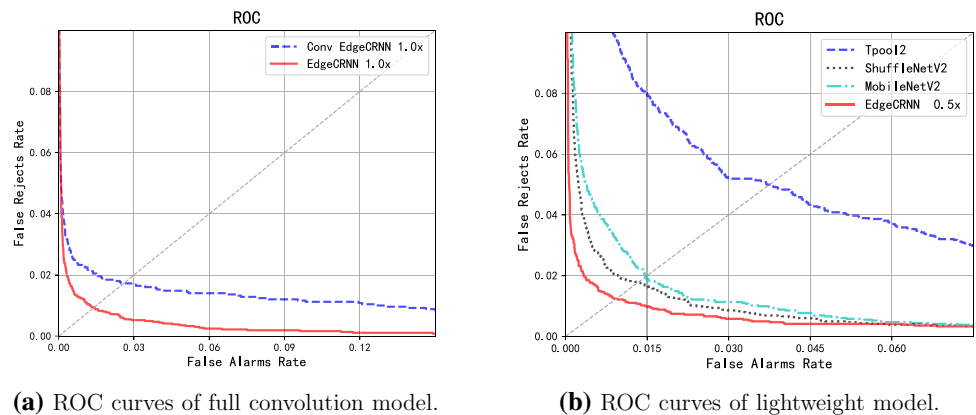 ROC
Conv EdgeCRNN 1.0x
EdgeCRNN 1.0x
False Rejects Rate
0.08
0.06
0.04
0.02
0.00
0.00 0.03 0.06 0.09 0.12
False Alarms Rate
(a) ROC curves of full convolution model.
ROC
Tpool2
ShuffleNetV2
MobileNetV2
EdgeCRNN 0.5x
False Rejects Rate
0.08
0.06
0.04
0.02
0.00
0.000 0.015 0.030 0.045 0.060
False Alarms Rate
(b) ROC curves of lightweight model.